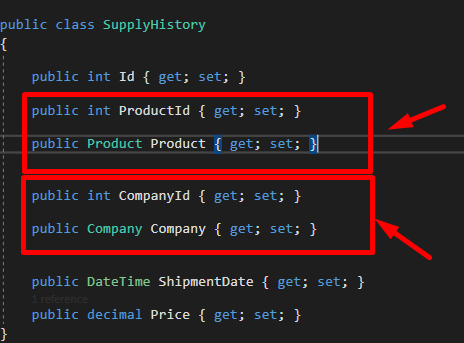 public class SupplyHistory
{
public int Id { get; set; }
public int ProductId { get; set; }
public Product Product { get; set; }
public int CompanyId { get; set; }
public Company Company { get; set; }
public DateTime ShipmentDate { get; set; }
1 reference
public decimal Price { get; set; }
}